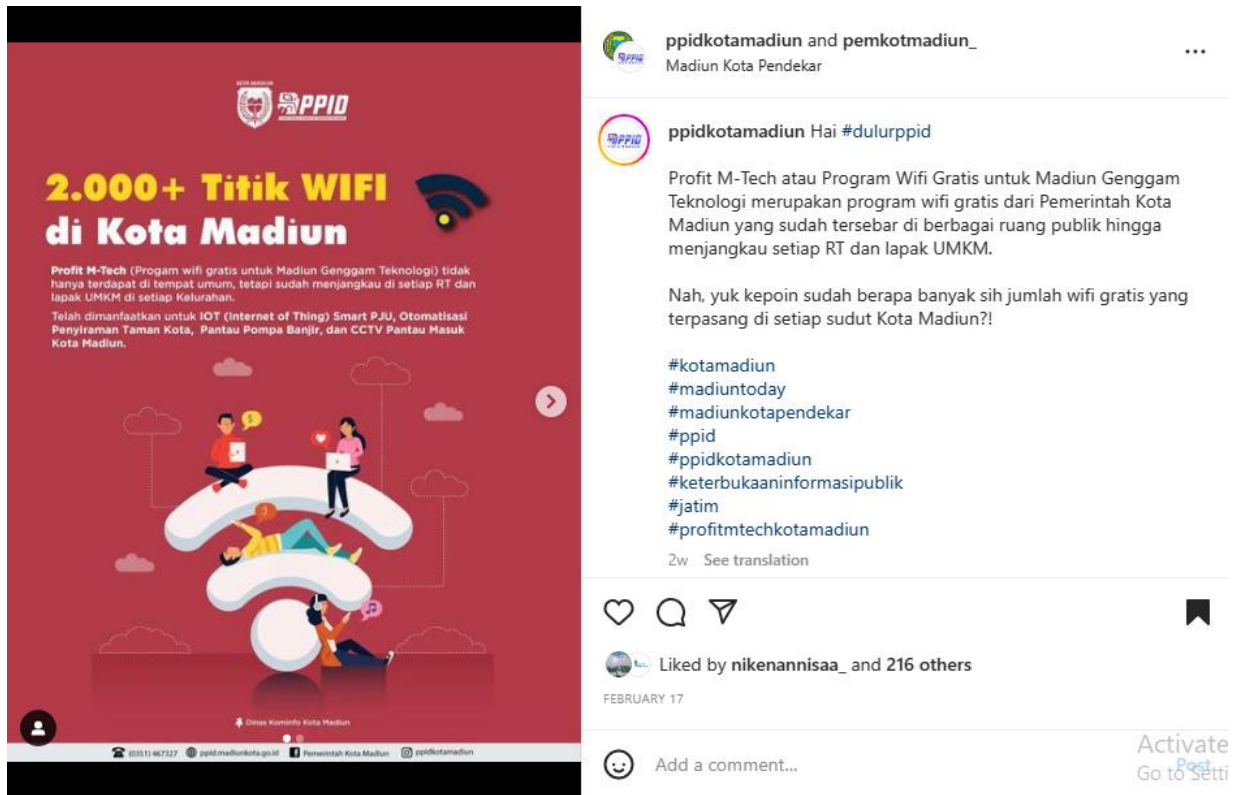 KOTA MADIUN
PPID
2.000+ Titik WIFI
di Kota Madiun
Profit M-Tech (Progam wifi gratis untuk Madiun Genggam Teknologi) tidak
hanya terdapat di tempat umum, tetapi sudah menjangkau di setiap RT dan
lapak UMKM di setiap Kelurahan.
Telah dimanfaatkan untuk IOT (Internet of Thing) Smart PJU, Otomatisasi
Penyiraman Taman Kota, Pantau Pompa Banjir, dan CCTV Pantau Masuk
Kota Madiun.
Dinas Kominfo Kota Madiun
(0351) 467327 ppid.madiunkota.go.id Pemerintah Kota Madiun ppidkotamadiun
ppidkotamadiun and pemkotmadiun_
Madiun Kota Pendekar
ppidkotamadiun Hai #dulurppid
Profit M-Tech atau Program Wifi Gratis untuk Madiun Genggam
Teknologi merupakan program wifi gratis dari Pemerintah Kota
Madiun yang sudah tersebar di berbagai ruang publik hingga
menjangkau setiap RT dan lapak UMKM.
Nah, yuk kepoin sudah berapa banyak sih jumlah wifi gratis yang
terpasang di setiap sudut Kota Madiun?!
#kotamadiun
#madiuntoday
#madiunkotapendekar
#ppid
#ppidkotamadiun
#keterbukaaninformasipublik
#jatim
#profitmtechkotamadiun
2w See translation
Liked by nikenannisaa_ and 216 others
FEBRUARY 17
Add a comment...
Post
Activate
Go to Setti